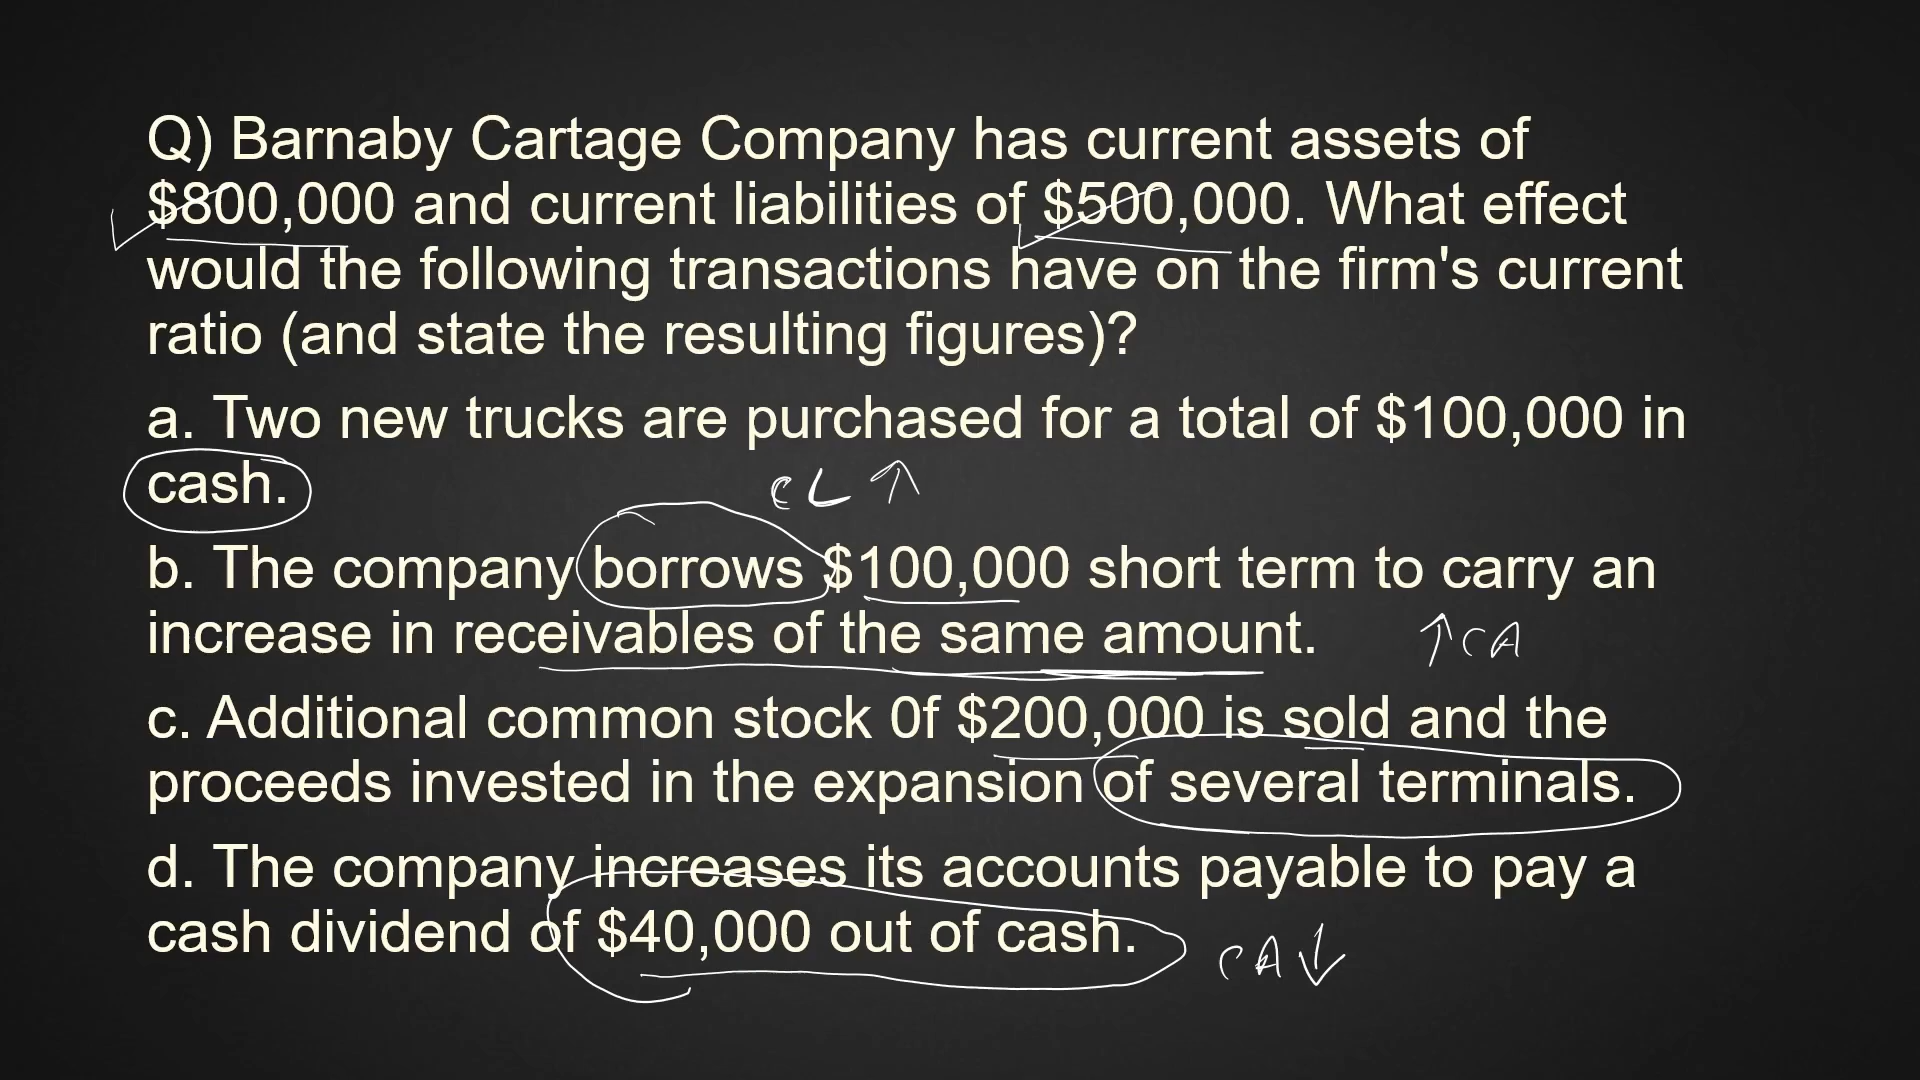 Q) Barnaby Cartage Company has current assets of
$800,000 and current liabilities of $500,000. What effect
would the following transactions have on the firm's current
ratio (and state the resulting figures)?
a. Two new trucks are purchased for a total of $100,000 in
cash.
CL ↑
b. The company borrows $100,000 short term to carry an
increase in receivables of the same amount.
↑ CA
c. Additional common stock 0f $200,000 is sold and the
proceeds invested in the expansion of several terminals.
d. The company increases its accounts payable to pay a
cash dividend of $40,000 out of cash.
CA ↓